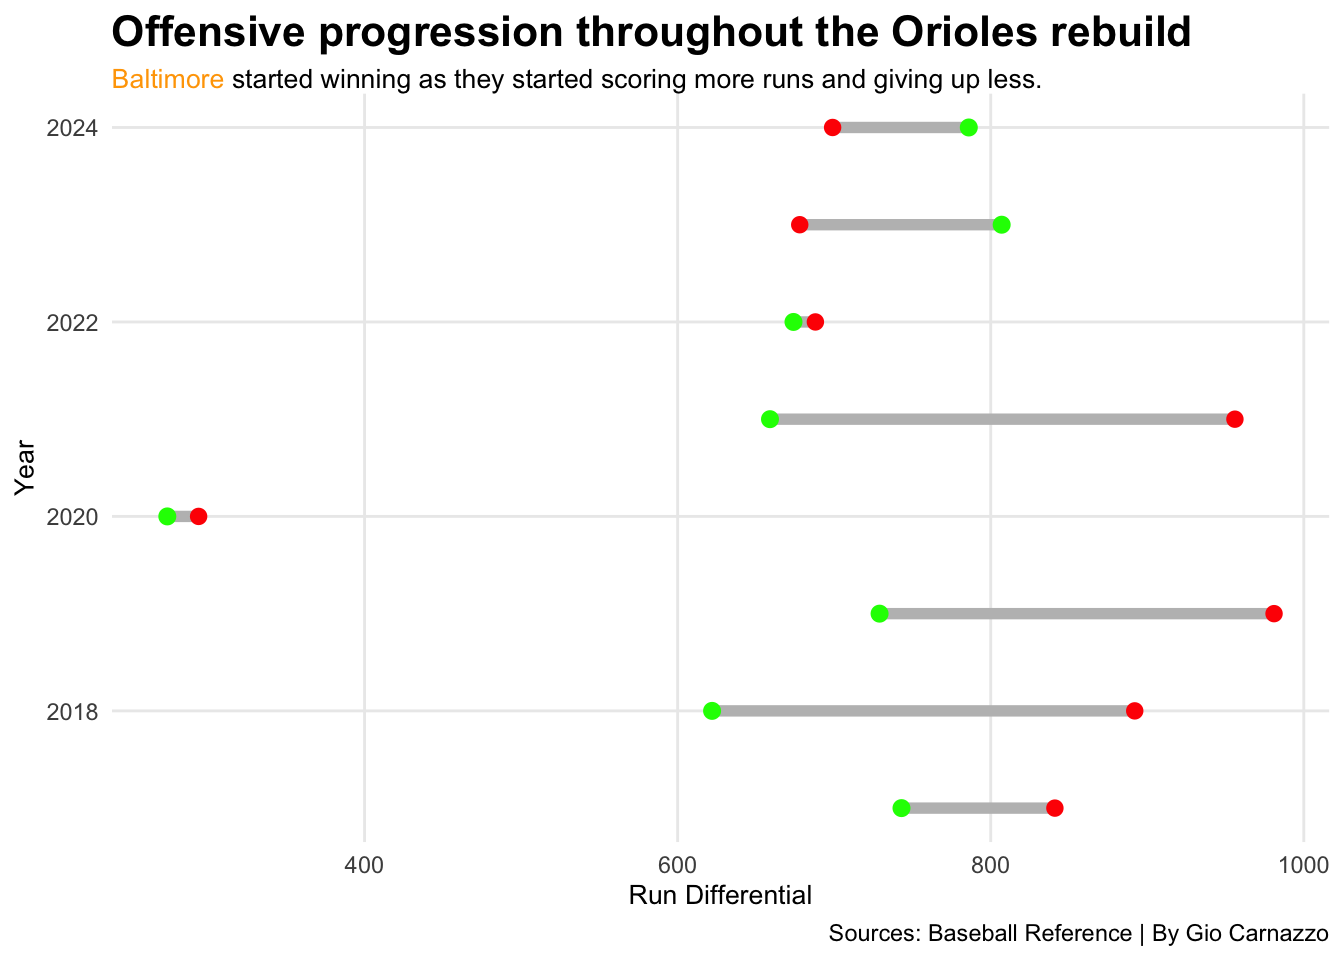 Offensive progression throughout the Orioles rebuild
Baltimore started winning as they started scoring more runs and giving up less.
2024
2022
2020
2018
Year
400 600 800 1000
Run Differential
Sources: Baseball Reference | By Gio Carnazzo